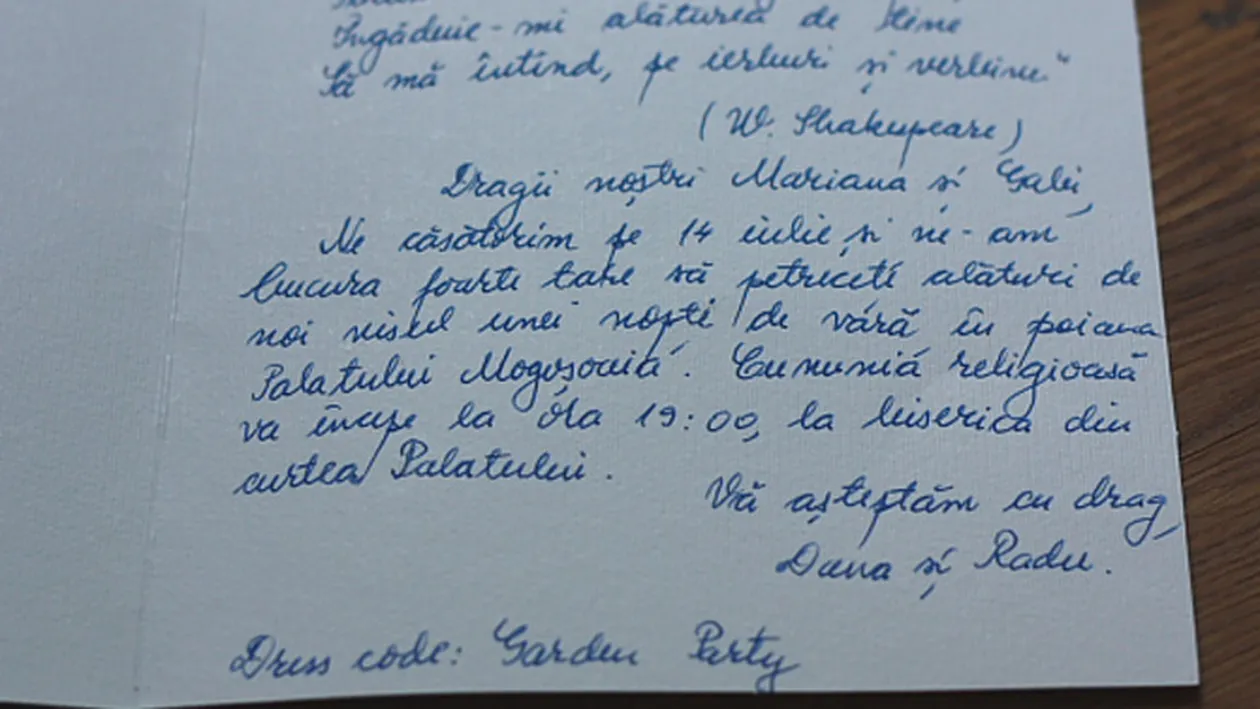 Îngăduie-mi alăturea de tine
Să mă întind, pe ierburi și verbine."
(W. Shakespeare)
Dragii noștri Mariana și Gabi,
Ne căsătorim pe 14 iulie și ne-am
bucura foarte tare să petreceți alături de
noi visul unei nopți de vără în poiana
Palatului Mogoșoaia. Cununia religioasă
va începe la ora 19:00, la biserica din
curtea Palatului.
Vă așteptăm cu drag,
Dana și Radu.
Dress code: Garden Party